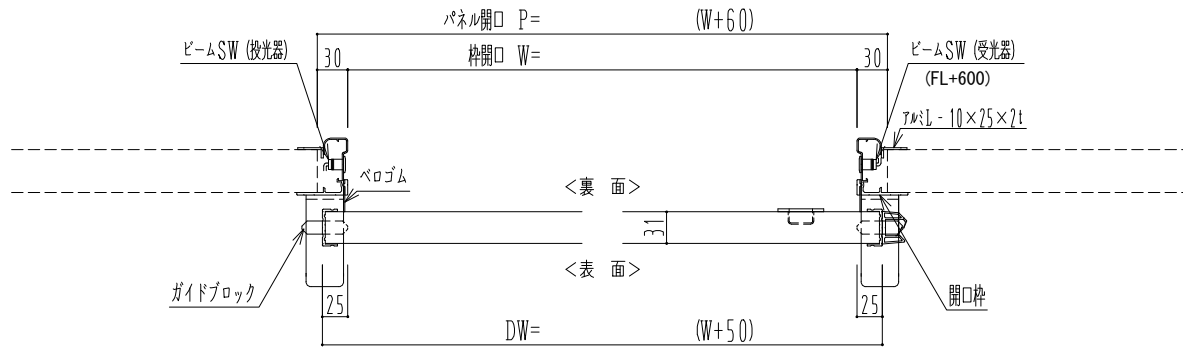 パネル開口 P= (W+60)
ビームSW (投光器)
30
枠開口 W=
30
ビームSW (受光器)
(FL+600)
アルミL - 10×25×2t
ベロゴム
<裏 面>
31
<表 面>
ガイドブロック
25
25
開口枠
DW= (W+50)